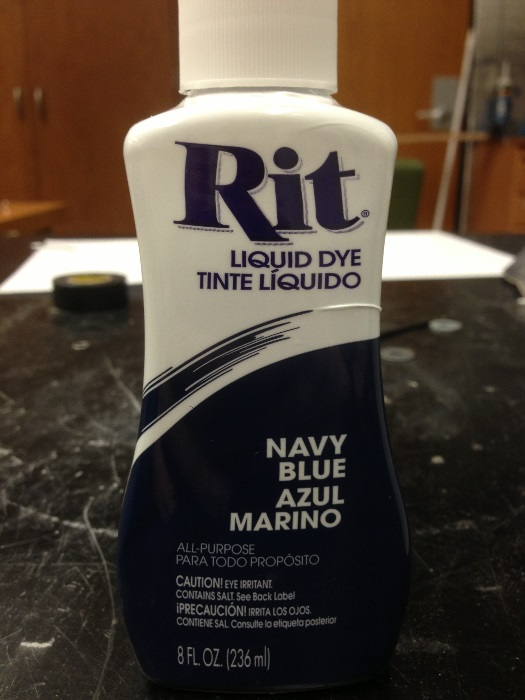 Rit®
LIQUID DYE
TINTE LÍQUIDO
NAVY
BLUE
AZUL
MARINO
ALL-PURPOSE
PARA TODO PROPÓSITO
CAUTION! EYE IRRITANT.
CONTAINS SALT. See Back Label
¡PRECAUCIÓN! IRRITA LOS OJOS.
CONTIENE SAL. Consulte la etiqueta posterior
8 FL. OZ. (236 ml)